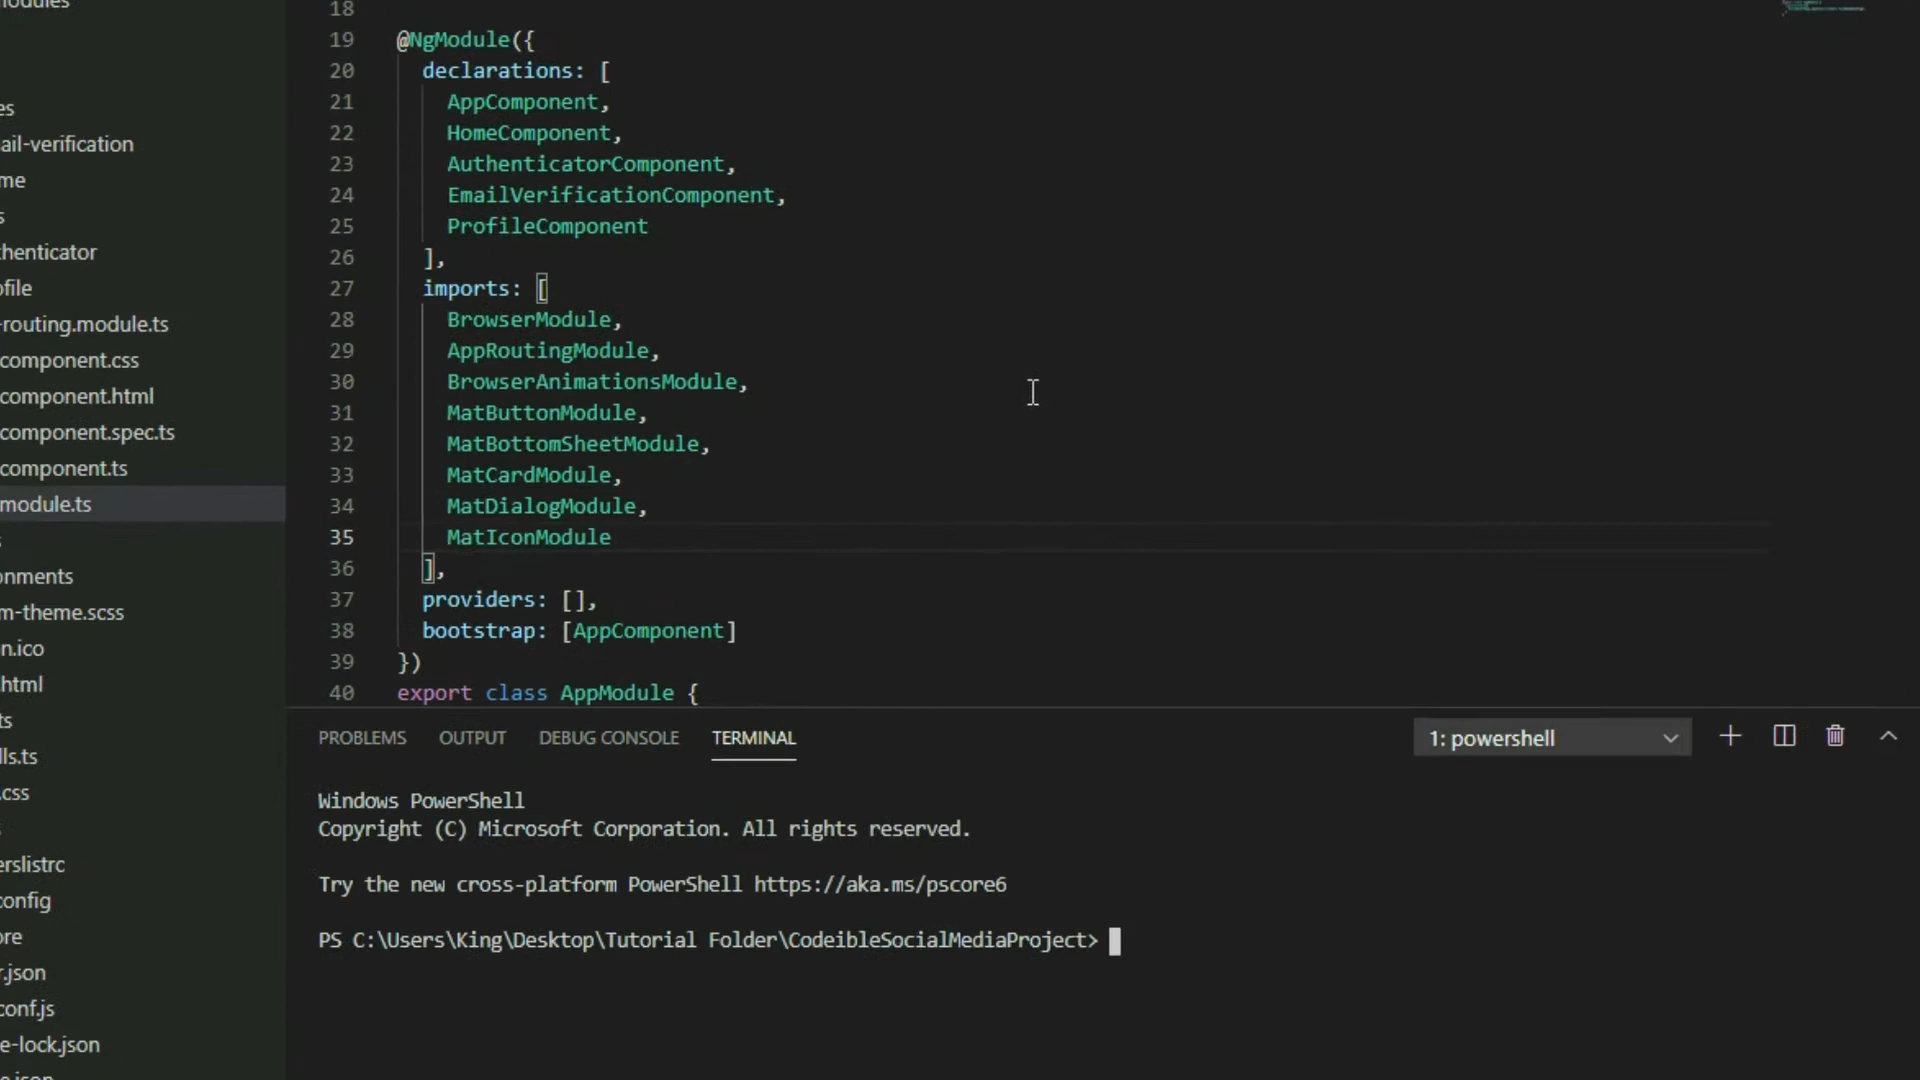 odules
es
ail-verification
me
s
thenticator
ofile
-routing.module.ts
component.css
component.html
component.spec.ts
component.ts
module.ts
s
onments
m-theme.scss
n.ico
html
ts
lls.ts
.css
erslistrc
config
ore
r.json
conf.js
e-lock.json
e.json
18
19 @NgModule({
20 declarations: [
21 AppComponent,
22 HomeComponent,
23 AuthenticatorComponent,
24 EmailVerificationComponent,
25 ProfileComponent
26 ],
27 imports: [
28 BrowserModule,
29 AppRoutingModule,
30 BrowserAnimationsModule,
31 MatButtonModule,
32 MatBottomSheetModule,
33 MatCardModule,
34 MatDialogModule,
35 MatIconModule
36 ],
37 providers: [],
38 bootstrap: [AppComponent]
39 })
40 export class AppModule {
PROBLEMS OUTPUT DEBUG CONSOLE TERMINAL 1: powershell
Windows PowerShell
Copyright (C) Microsoft Corporation. All rights reserved.
Try the new cross-platform PowerShell https://aka.ms/pscore6
PS C:\Users\King\Desktop\Tutorial Folder\CodeibleSocialMediaProject>